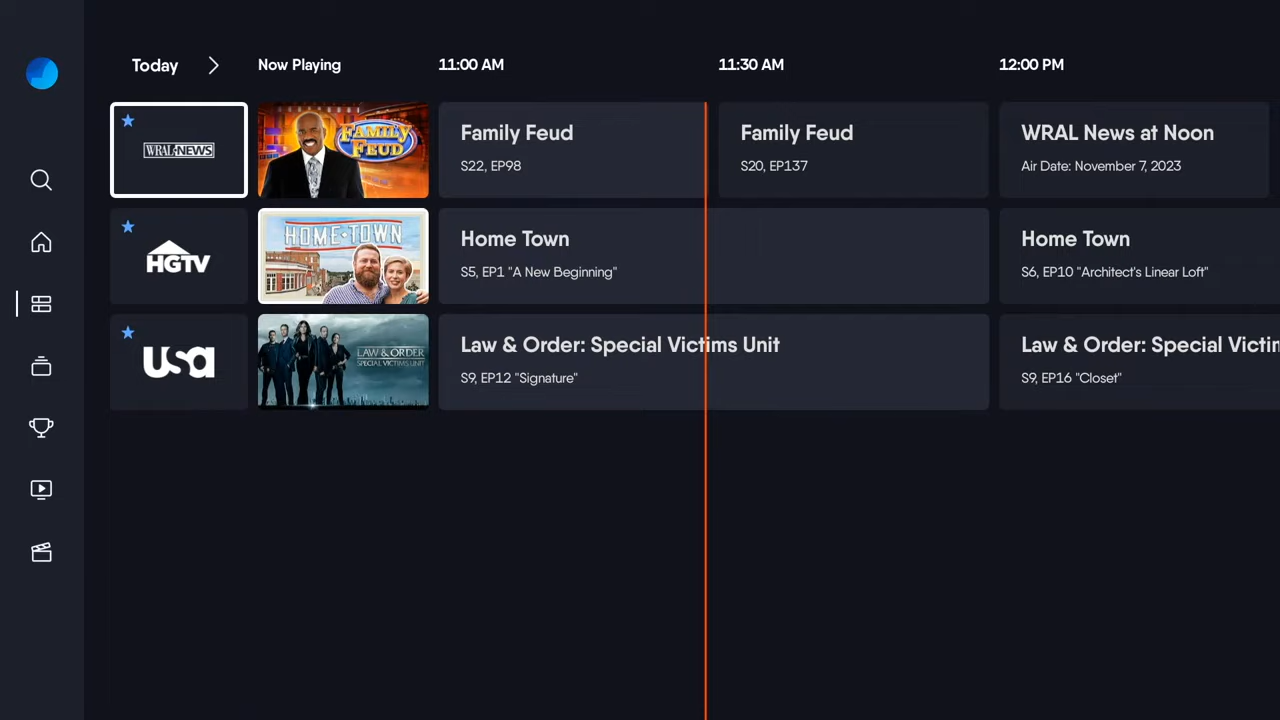 Today
Now Playing
11:00 AM
11:30 AM
12:00 PM
WRAL NEWS
FAMILY FEUD
Family Feud
S22, EP98
Family Feud
S20, EP137
WRAL News at Noon
Air Date: November 7, 2023
HGTV
HOME TOWN
Home Town
S5, EP1 "A New Beginning"
Home Town
S6, EP10 "Architect's Linear Loft"
usa
LAW & ORDER
SPECIAL VICTIMS UNIT
Law & Order: Special Victims Unit
S9, EP12 "Signature"
Law & Order: Special Victim
S9, EP16 "Closet"